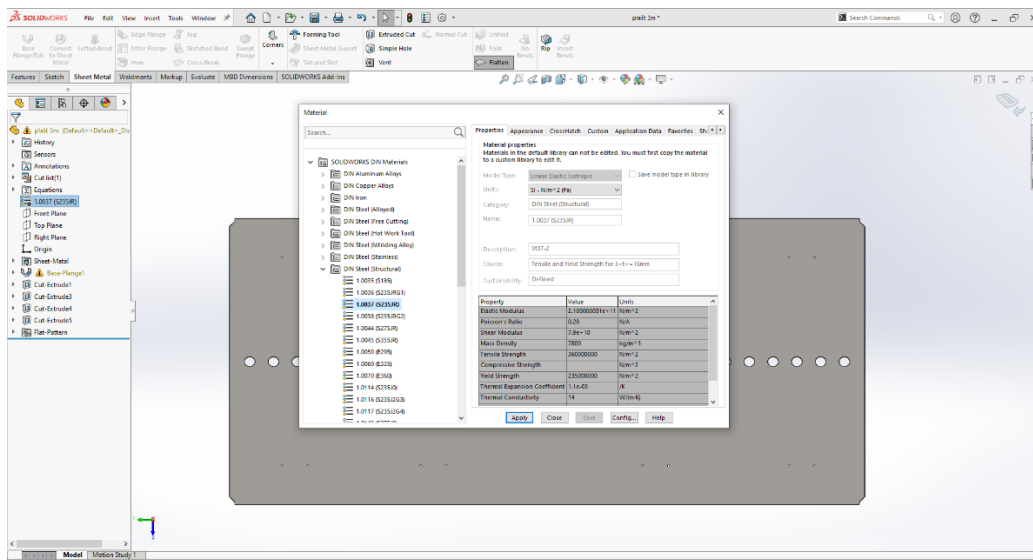 SOLIDWORKS
File Edit View Insert Tools Window
plašt 3m *
Search Commands
Base Flange/Tab
Convert to Sheet Metal
Lofted-Bend
Edge Flange
Miter Flange
Hem
Jog
Sketched Bend
Cross-Break
Swept Flange
Corners
Forming Tool
Sheet Metal Gusset
Tab and Slot
Extruded Cut
Simple Hole
Vent
Normal Cut
Unfold
Fold
Flatten
No Bends
Rip
Insert Bends
Features Sketch Sheet Metal Weldments Markup Evaluate MBD Dimensions SOLIDWORKS Add-Ins
plašt 3m (Default<<Default>_Dis
History
Sensors
Annotations
Cut list(1)
Equations
1.0037 (S235JR)
Front Plane
Top Plane
Right Plane
Origin
Sheet-Metal
Base-Flange1
Cut-Extrude1
Cut-Extrude3
Cut-Extrude4
Cut-Extrude5
Flat-Pattern
Material
Search...
SOLIDWORKS DIN Materials
DIN Aluminum Alloys
DIN Copper Alloys
DIN Iron
DIN Steel (Alloyed)
DIN Steel (Free Cutting)
DIN Steel (Hot Work Tool)
DIN Steel (Nitriding Alloy)
DIN Steel (Stainless)
DIN Steel (Structural)
1.0035 (S185)
1.0036 (S235JRG1)
1.0037 (S235JR)
1.0038 (S235JRG2)
1.0044 (S275JR)
1.0045 (S355JR)
1.0050 (E295)
1.0060 (E335)
1.0070 (E360)
1.0114 (S235J0)
1.0116 (S235J2G3)
1.0117 (S235J2G4)
Properties Appearance CrossHatch Custom Application Data Favorites Sh
Material properties
Materials in the default library can not be edited. You must first copy the material
to a custom library to edit it.
Model Type: Linear Elastic Isotropic Save model type in library
Units: SI - N/m^2 (Pa)
Category: DIN Steel (Structural)
Name: 1.0037 (S235JR)
Description: St37-2
Source: Tensile and Yield Strength for 3<t<=16mm
Sustainability: Defined
Property Value Units
Elastic Modulus 2.100000031e+11 N/m^2
Poisson's Ratio 0.28 N/A
Shear Modulus 7.9e+10 N/m^2
Mass Density 7800 kg/m^3
Tensile Strength 360000000 N/m^2
Compressive Strength N/m^2
Yield Strength 235000000 N/m^2
Thermal Expansion Coefficient 1.1e-05 /K
Thermal Conductivity 14 W/(m·K)
Apply Close Save Config... Help
Model Motion Study 1